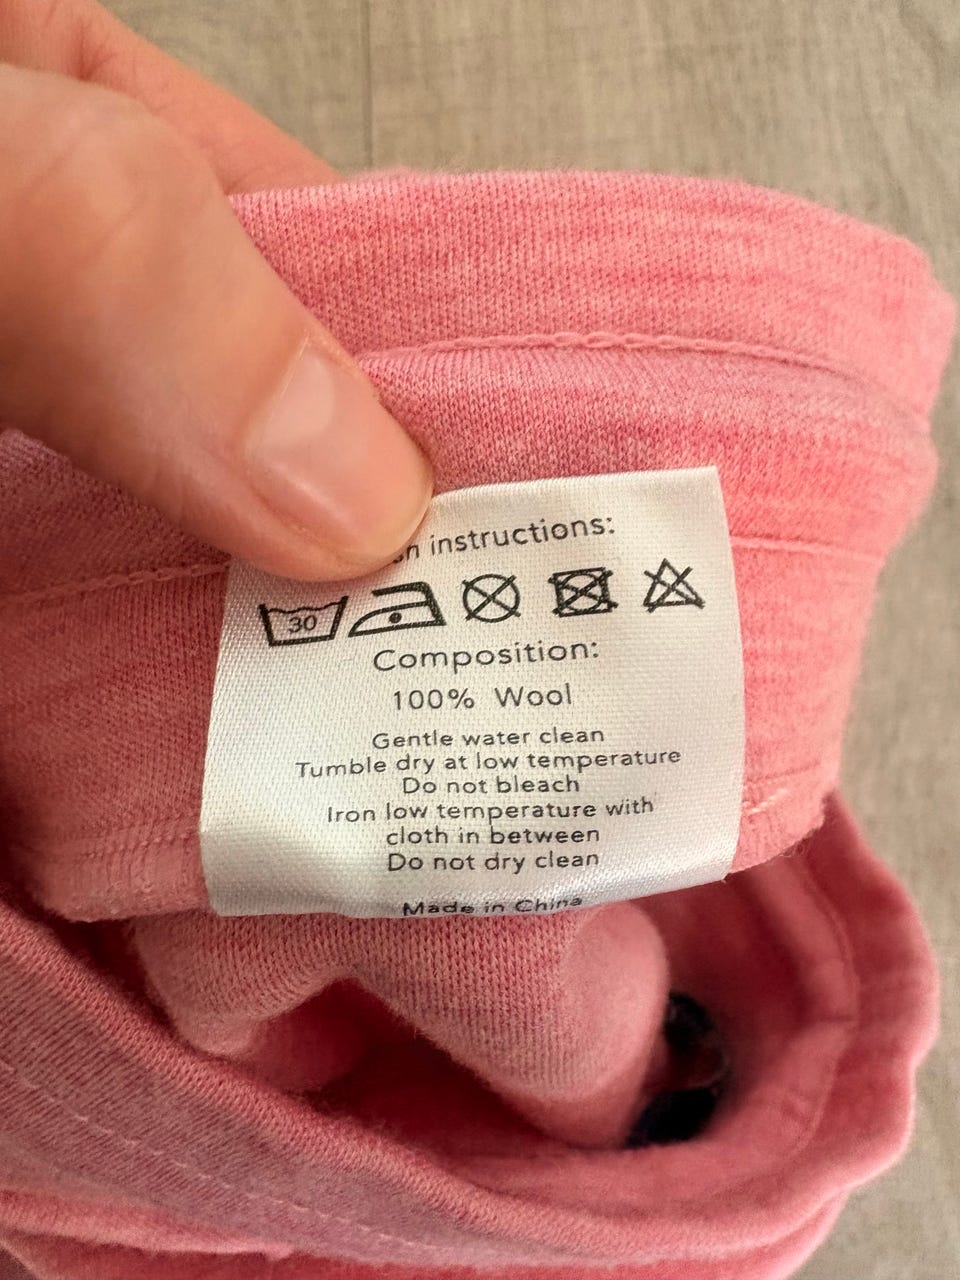 instructions:
30
Composition:
100% Wool
Gentle water clean
Tumble dry at low temperature
Do not bleach
Iron low temperature with
cloth in between
Do not dry clean
Made in China